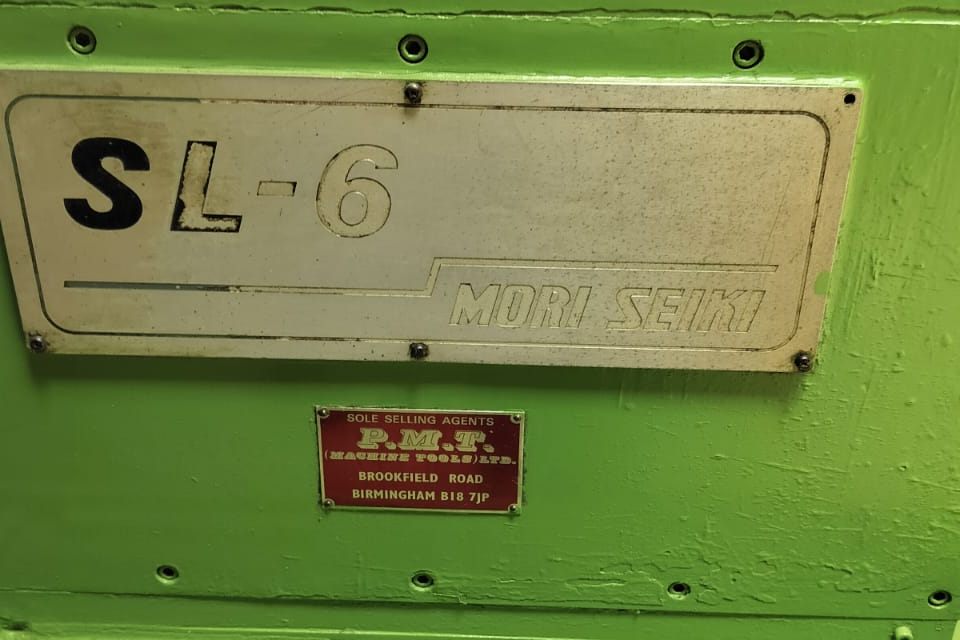 SL-6
MORI SEIKI
SOLE SELLING AGENTS
P.M.T.
(MACHINE TOOLS) LTD.
BROOKFIELD ROAD
BIRMINGHAM B18 7JP